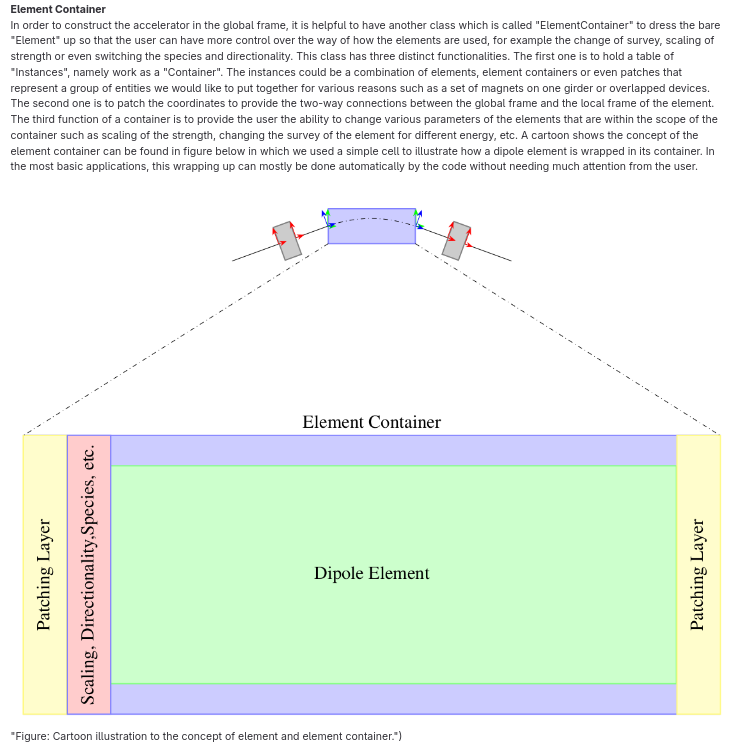 Element Container
In order to construct the accelerator in the global frame, it is helpful to have another class which is called "ElementContainer" to dress the bare
"Element" up so that the user can have more control over the way of how the elements are used, for example the change of survey, scaling of
strength or even switching the species and directionality. This class has three distinct functionalities. The first one is to hold a table of
"Instances", namely work as a "Container". The instances could be a combination of elements, element containers or even patches that
represent a group of entities we would like to put together for various reasons such as a set of magnets on one girder or overlapped devices.
The second one is to patch the coordinates to provide the two-way connections between the global frame and the local frame of the element.
The third function of a container is to provide the user the ability to change various parameters of the elements that are within the scope of the
container such as scaling of the strength, changing the survey of the element for different energy, etc. A cartoon shows the concept of the
element container can be found in figure below in which we used a simple cell to illustrate how a dipole element is wrapped in its container. In
the most basic applications, this wrapping up can mostly be done automatically by the code without needing much attention from the user.
Element Container
Patching Layer
Scaling, Directionality,Species, etc.
Dipole Element
Patching Layer
"Figure: Cartoon illustration to the concept of element and element container.")